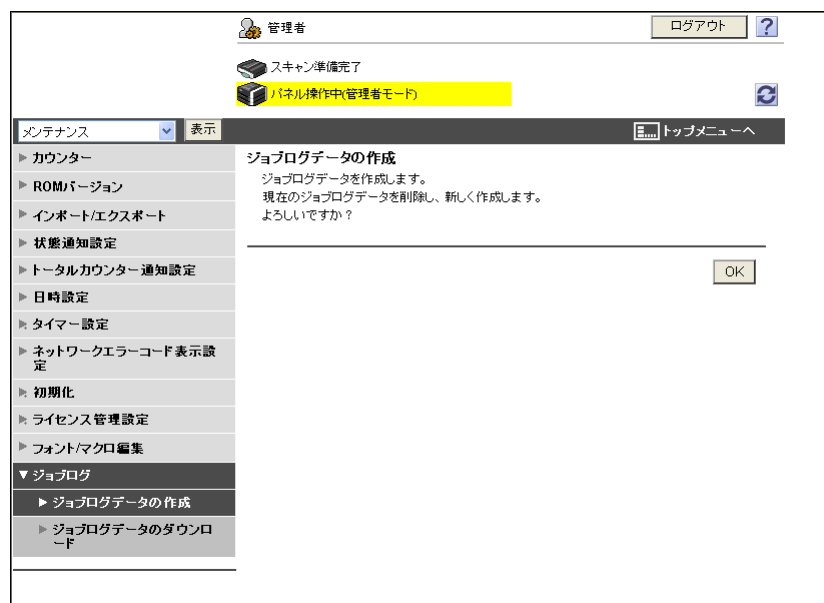 管理者
ログアウト
?
スキャン準備完了
パネル操作中(管理者モード)
メンテナンス
表示
トップメニューへ
カウンター
ROMバージョン
インポート/エクスポート
状態通知設定
トータルカウンター通知設定
日時設定
タイマー設定
ネットワークエラーコード表示設
定
初期化
ライセンス管理設定
フォント/マクロ編集
ジョブログ
ジョブログデータの作成
ジョブログデータのダウンロ
ード
ジョブログデータの作成
ジョブログデータを作成します。
現在のジョブログデータを削除し、新しく作成します。
よろしいですか？
OK